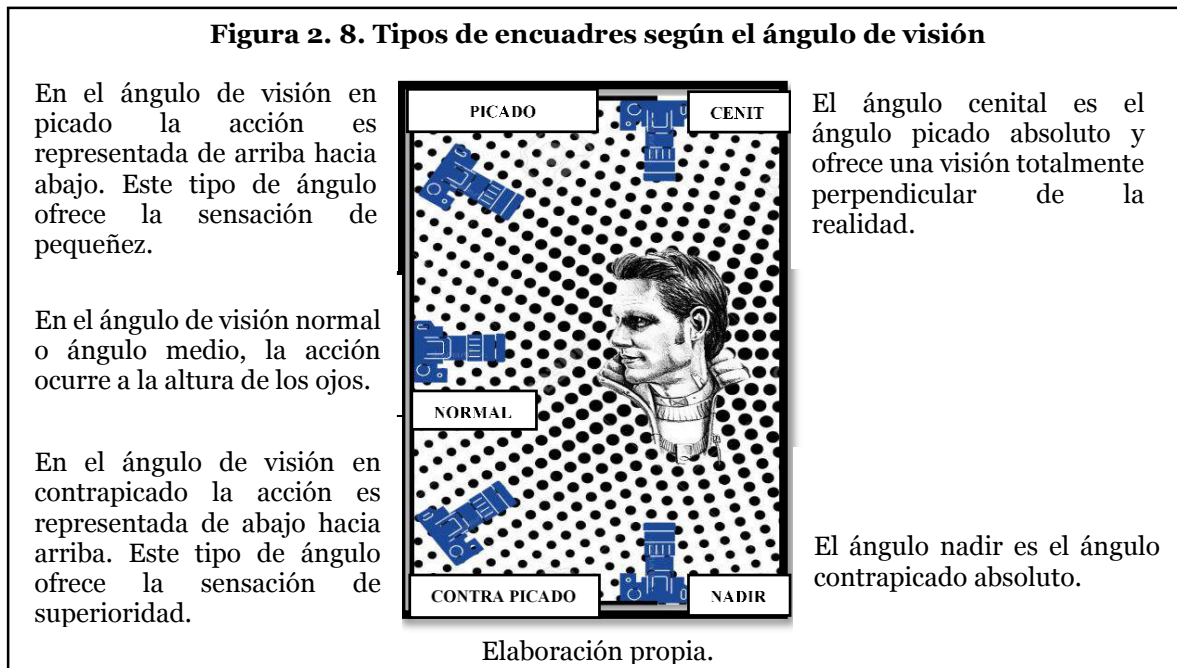 Figura 2. 8. Tipos de encuadres según el ángulo de visión
En el ángulo de visión en
picado la acción es
representada de arriba hacia
abajo. Este tipo de ángulo
ofrece la sensación de
pequeñez.
En el ángulo de visión normal
o ángulo medio, la acción
ocurre a la altura de los ojos.
En el ángulo de visión en
contrapicado la acción es
representada de abajo hacia
arriba. Este tipo de ángulo
ofrece la sensación de
superioridad.
PICADO
CENIT
NORMAL
CONTRA PICADO
NADIR
El ángulo cenital es el
ángulo picado absoluto y
ofrece una visión totalmente
perpendicular de la
realidad.
El ángulo nadir es el ángulo
contrapicado absoluto.
Elaboración propia.